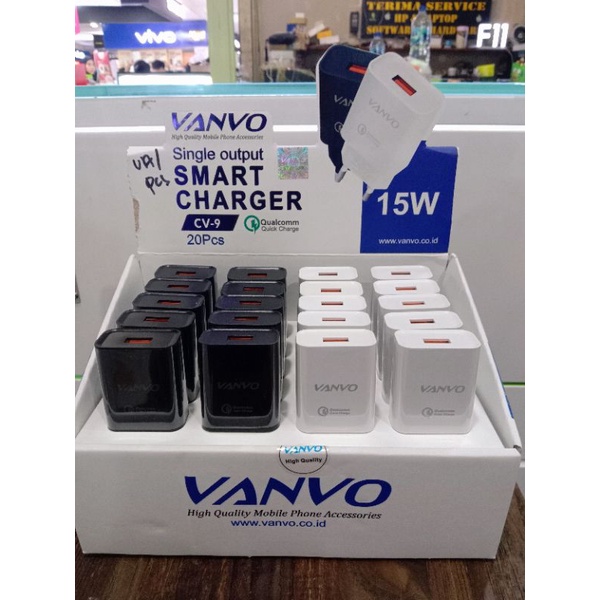 vivo
TERIMA SERVICE
HP & LAPTOP
F11
VANVO
High Quality Mobile Phone Accessories
Single output
SMART
CHARGER
CV-9
Qualcomm
Quick Charge
20Pcs
VANVO
VANVO
15W
www.vanvo.co.id
VANVO
VANVO
VANVO
VANVO
VANVO
High Quality
VANVO
High Quality Mobile Phone Accessories
www.vanvo.co.id